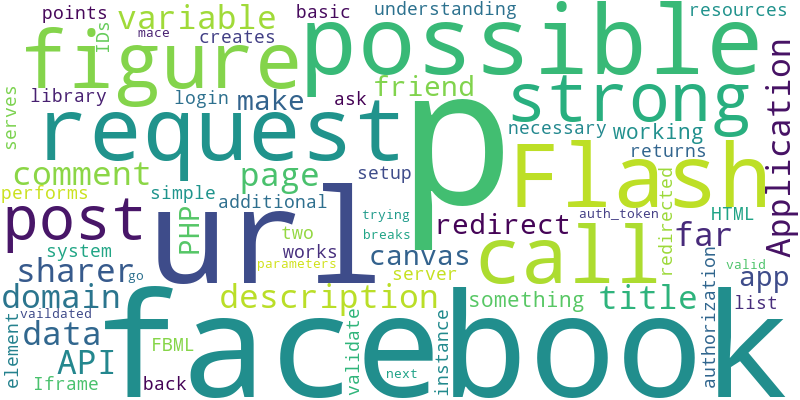 points
IDs
variable
mace
creates
basic
understanding
resources
possible
figure
friend
strong
Application
serves
library
login
make
ask
request
p
necessary
working
returns
comment
page
setup
Flash
performs
simple
additional
url
trying
breaks
auth_token
HTML
post
PHP
two
works
redirect
far
redirected
system
sharer
go
parameters
canvas
server
call
valid
app
domain
description
something
title
list
authorization
vaildated
data
element
API
FBML
Iframe
back
facebook
validate
next
instance